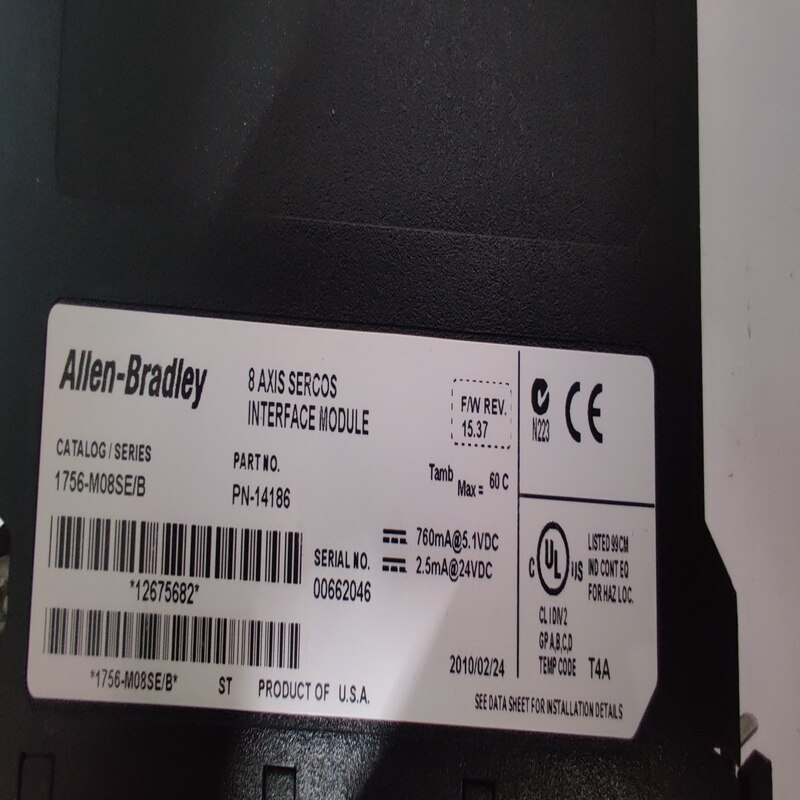 Allen-Bradley
8 AXIS SERCOS
INTERFACE MODULE
F/W REV.
15.37
N223
CE
CATALOG / SERIES
1756-M08SE/B
PART NO.
PN-14186
Tamb
Max = 60 C
760mA@5.1VDC
2.5mA@24VDC
SERIAL NO.
00662046
*12675682*
*1756-M08SE/B*
ST
PRODUCT OF U.S.A.
2010/02/24
C UL US
LISTED 99CM
IND CONT EQ
FOR HAZ LOC.
CL I DIV 2
GP A,B,C,D
TEMP CODE T4A
SEE DATA SHEET FOR INSTALLATION DETAILS